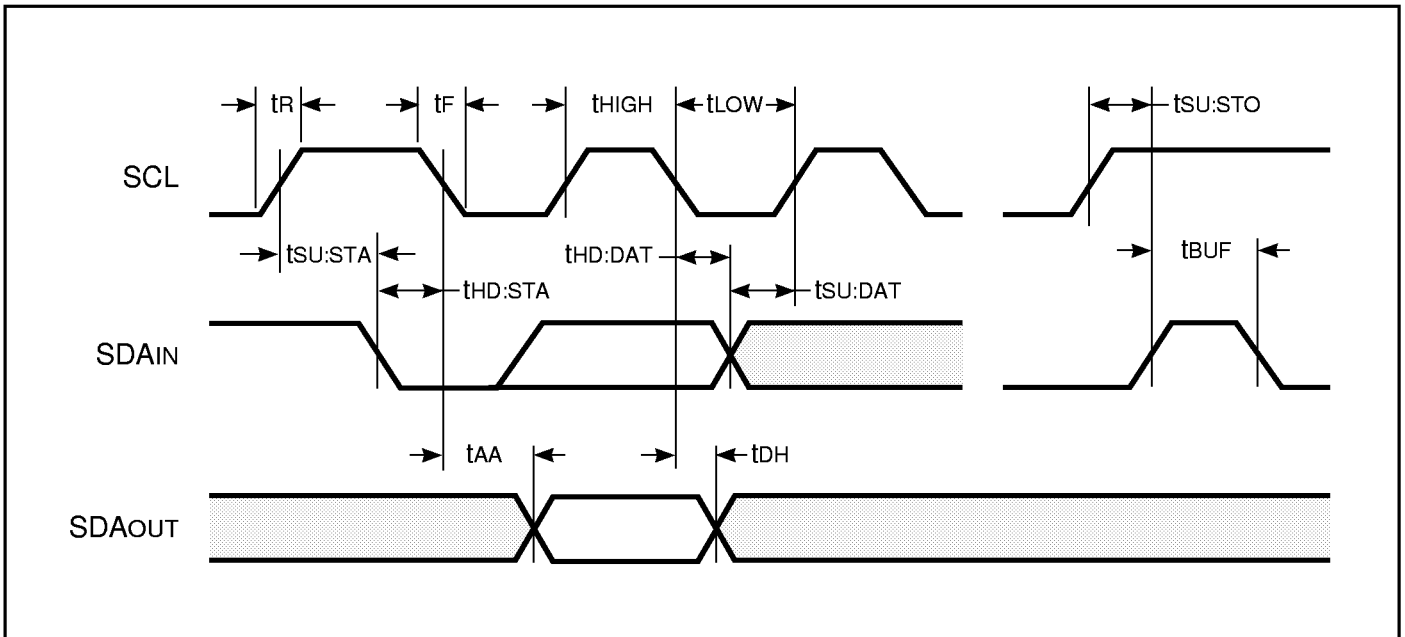 tR tF tHIGH tLOW tSU:STO
SCL
tSU:STA tHD:DAT tBUF
tHD:STA tSU:DAT
SDAIN
tAA tDH
SDAOUT